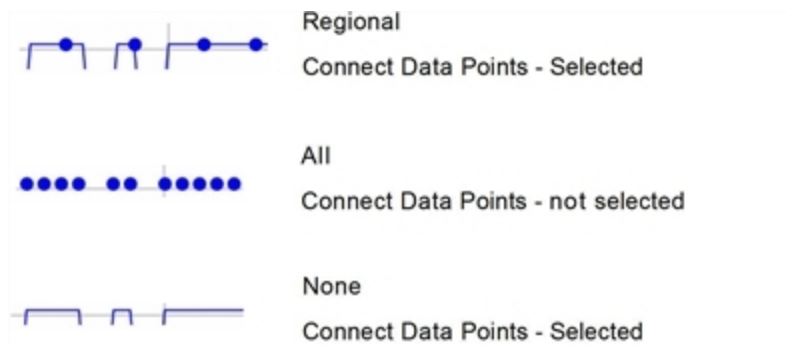 Regional
Connect Data Points - Selected
All
Connect Data Points - not selected
None
Connect Data Points - Selected